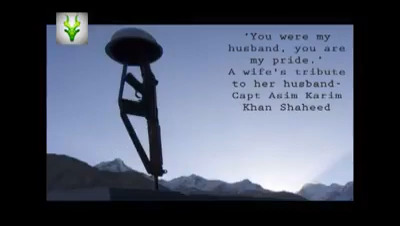 'You were my
husband, you are
my pride.'
A wife's tribute
to her husband-
Capt Asim Karim
Khan Shaheed